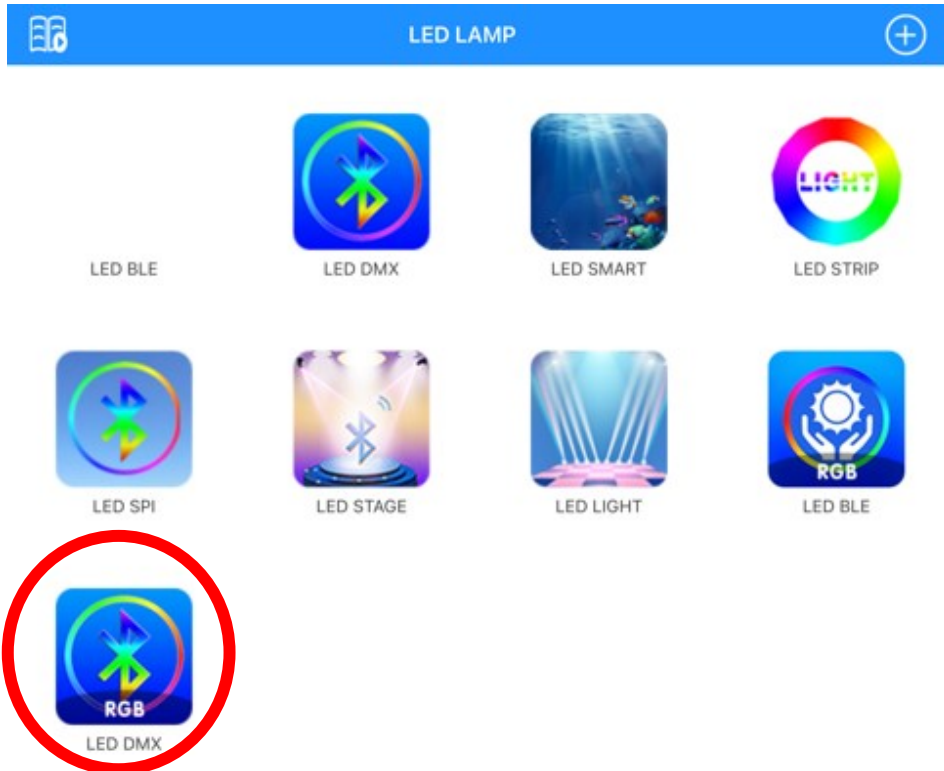 LED LAMP
LIGHT
LED BLE
LED DMX
LED SMART
LED STRIP
RGB
LED SPI
LED STAGE
LED LIGHT
LED BLE
RGB
LED DMX